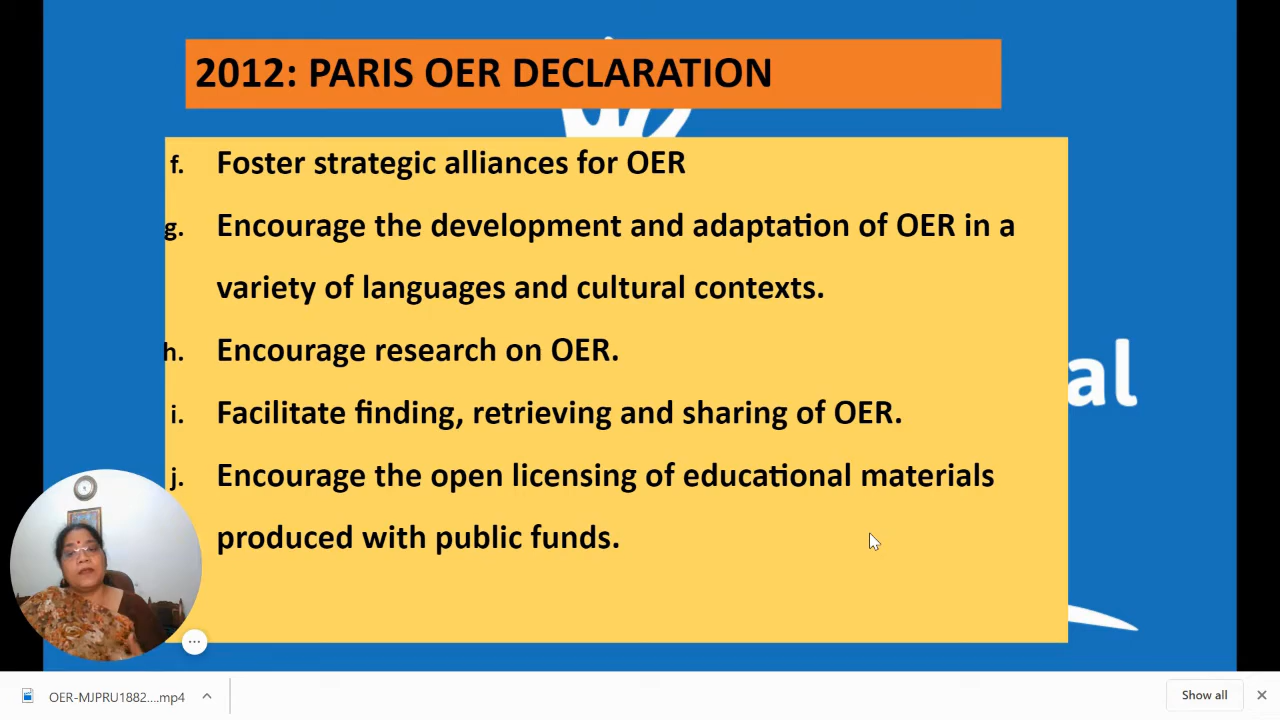 2012: PARIS OER DECLARATION
f. Foster strategic alliances for OER
g. Encourage the development and adaptation of OER in a
variety of languages and cultural contexts.
h. Encourage research on OER.
i. Facilitate finding, retrieving and sharing of OER.
al
j. Encourage the open licensing of educational materials
produced with public funds.
OER-MJPRU1882....mp4
Show all